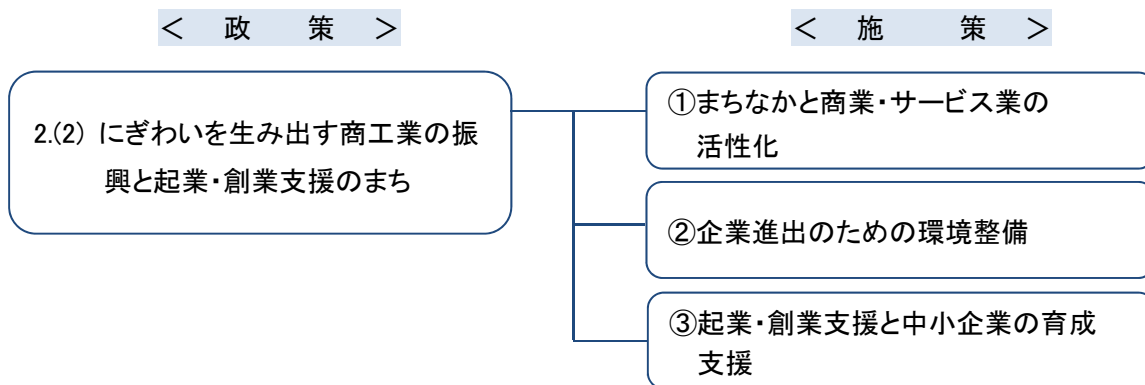 ＜ 政 策 ＞
＜ 施 策 ＞
2.(2) にぎわいを生み出す商工業の振
興と起業・創業支援のまち
①まちなかと商業・サービス業の
活性化
②企業進出のための環境整備
③起業・創業支援と中小企業の育成
支援